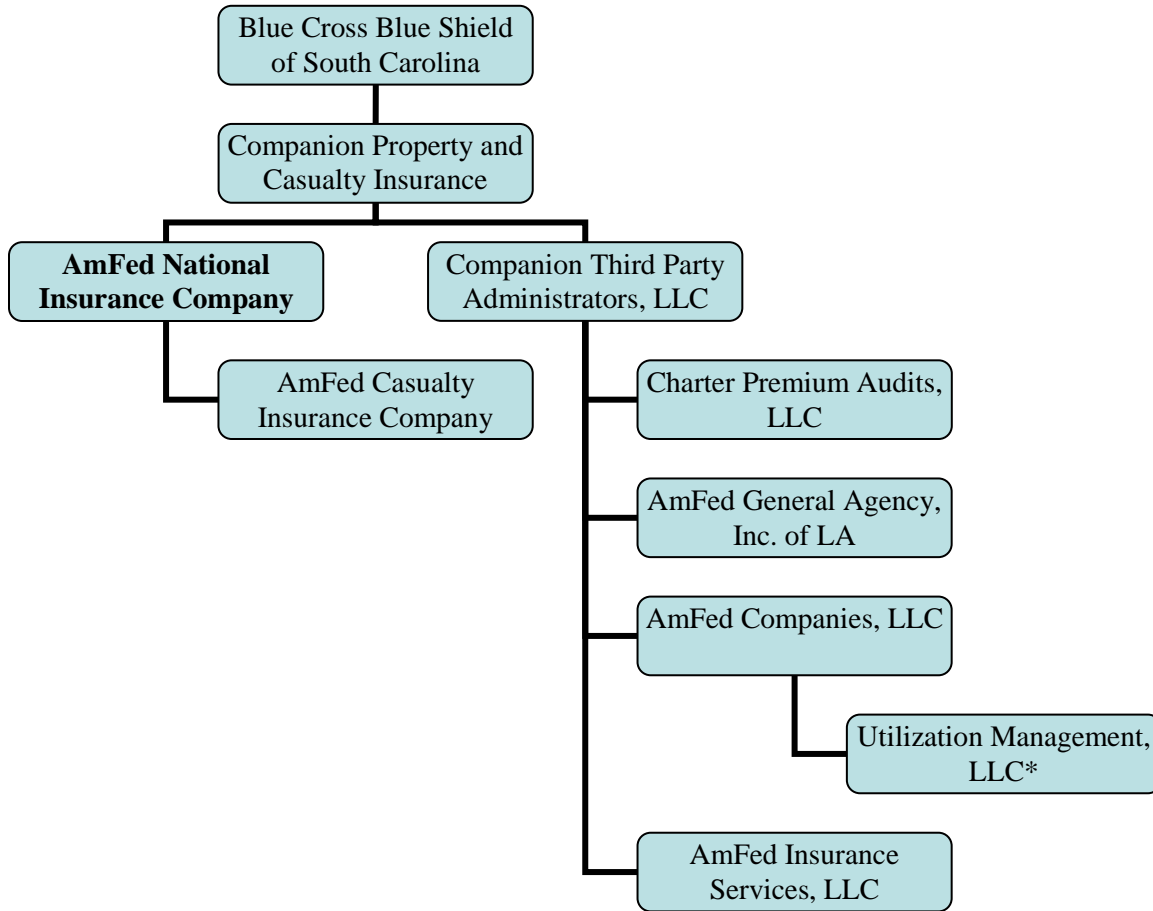 Blue Cross Blue Shield
of South Carolina
Companion Property and
Casualty Insurance
AmFed National
Insurance Company
Companion Third Party
Administrators, LLC
AmFed Casualty
Insurance Company
Charter Premium Audits,
LLC
AmFed General Agency,
Inc. of LA
AmFed Companies, LLC
Utilization Management,
LLC*
AmFed Insurance
Services, LLC